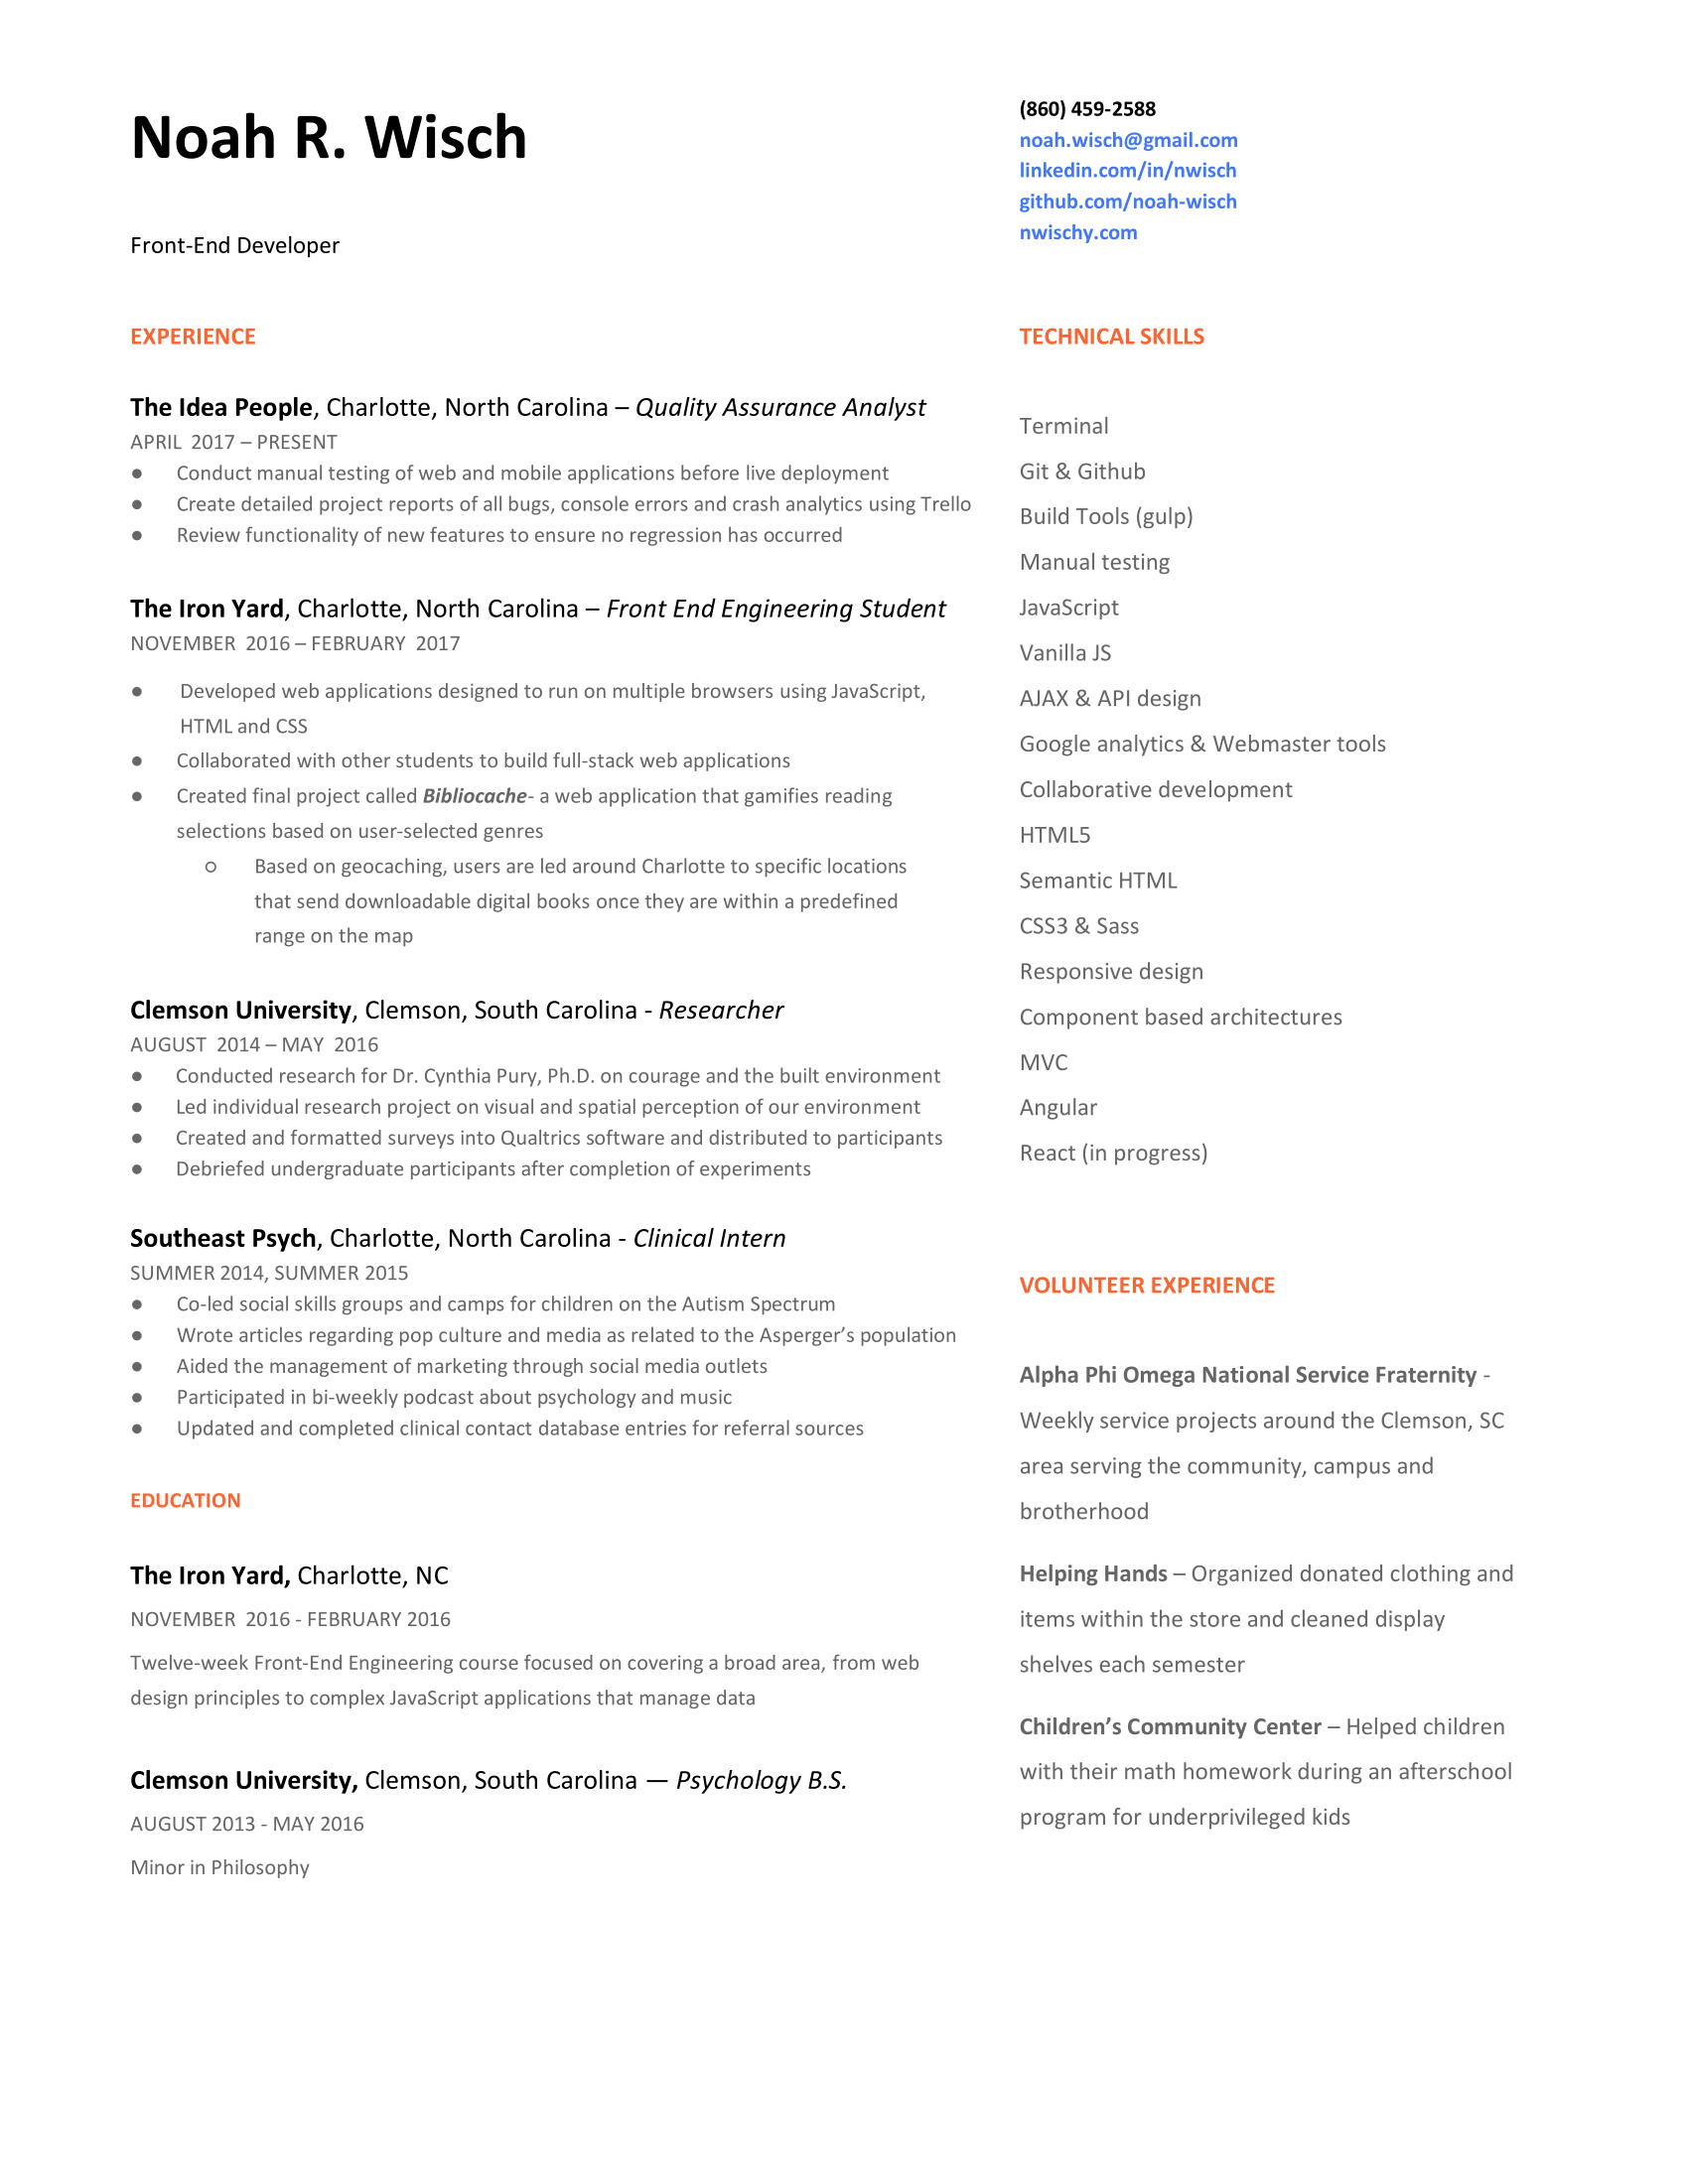 Noah R. Wisch
Front-End Developer
(860) 459-2588
noah.wisch@gmail.com
linkedin.com/in/nwisch
github.com/noah-wisch
nwischy.com
EXPERIENCE
The Idea People, Charlotte, North Carolina – Quality Assurance Analyst
APRIL 2017 – PRESENT
● Conduct manual testing of web and mobile applications before live deployment
● Create detailed project reports of all bugs, console errors and crash analytics using Trello
● Review functionality of new features to ensure no regression has occurred
The Iron Yard, Charlotte, North Carolina – Front End Engineering Student
NOVEMBER 2016 – FEBRUARY 2017
● Developed web applications designed to run on multiple browsers using JavaScript,
HTML and CSS
● Collaborated with other students to build full-stack web applications
● Created final project called Bibliocache- a web application that gamifies reading
selections based on user-selected genres
○ Based on geocaching, users are led around Charlotte to specific locations
that send downloadable digital books once they are within a predefined
range on the map
Clemson University, Clemson, South Carolina - Researcher
AUGUST 2014 – MAY 2016
● Conducted research for Dr. Cynthia Pury, Ph.D. on courage and the built environment
● Led individual research project on visual and spatial perception of our environment
● Created and formatted surveys into Qualtrics software and distributed to participants
● Debriefed undergraduate participants after completion of experiments
Southeast Psych, Charlotte, North Carolina - Clinical Intern
SUMMER 2014, SUMMER 2015
● Co-led social skills groups and camps for children on the Autism Spectrum
● Wrote articles regarding pop culture and media as related to the Asperger’s population
● Aided the management of marketing through social media outlets
● Participated in bi-weekly podcast about psychology and music
● Updated and completed clinical contact database entries for referral sources
EDUCATION
The Iron Yard, Charlotte, NC
NOVEMBER 2016 - FEBRUARY 2016
Twelve-week Front-End Engineering course focused on covering a broad area, from web
design principles to complex JavaScript applications that manage data
Clemson University, Clemson, South Carolina — Psychology B.S.
AUGUST 2013 - MAY 2016
Minor in Philosophy
TECHNICAL SKILLS
Terminal
Git & Github
Build Tools (gulp)
Manual testing
JavaScript
Vanilla JS
AJAX & API design
Google analytics & Webmaster tools
Collaborative development
HTML5
Semantic HTML
CSS3 & Sass
Responsive design
Component based architectures
MVC
Angular
React (in progress)
VOLUNTEER EXPERIENCE
Alpha Phi Omega National Service Fraternity -
Weekly service projects around the Clemson, SC
area serving the community, campus and
brotherhood
Helping Hands – Organized donated clothing and
items within the store and cleaned display
shelves each semester
Children’s Community Center – Helped children
with their math homework during an afterschool
program for underprivileged kids